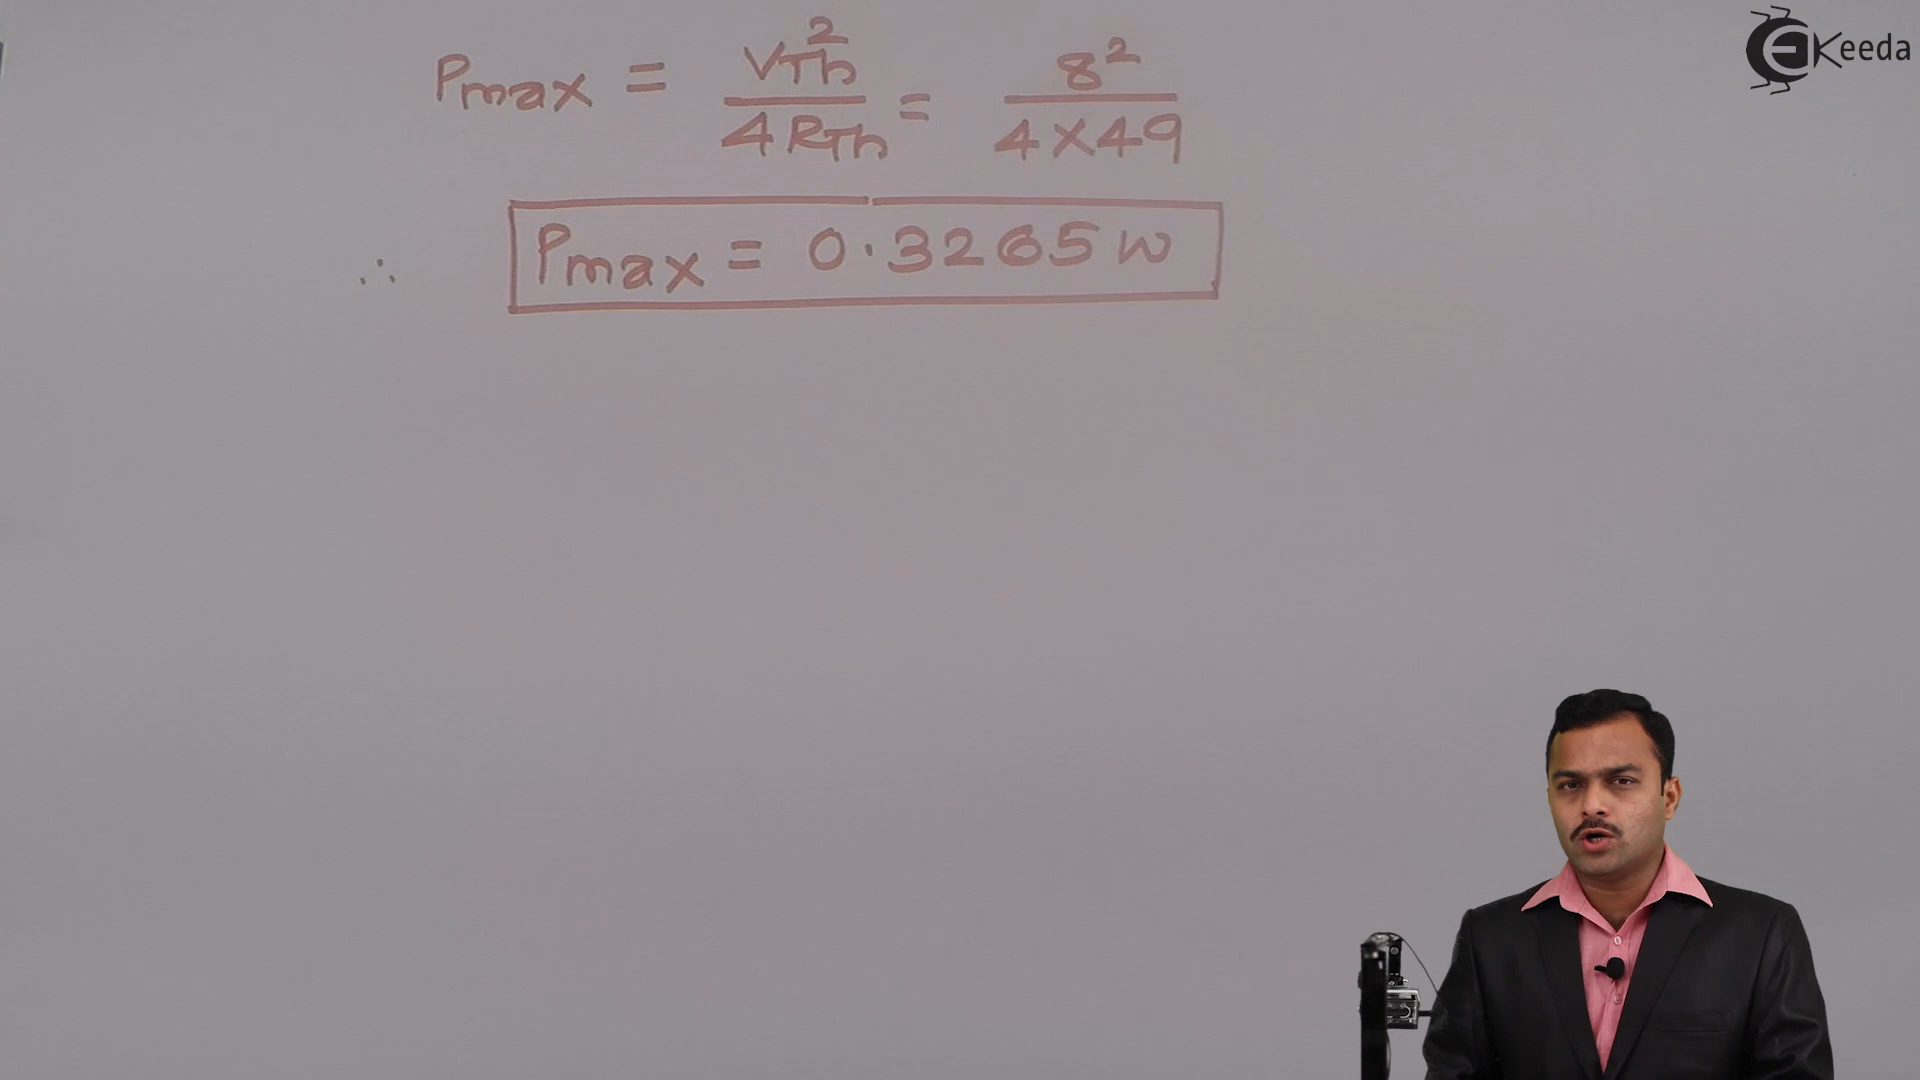 Ekeeda
Pmax = VTh² / 4RTh = 8² / 4×49
∴ Pmax = 0.3265 W